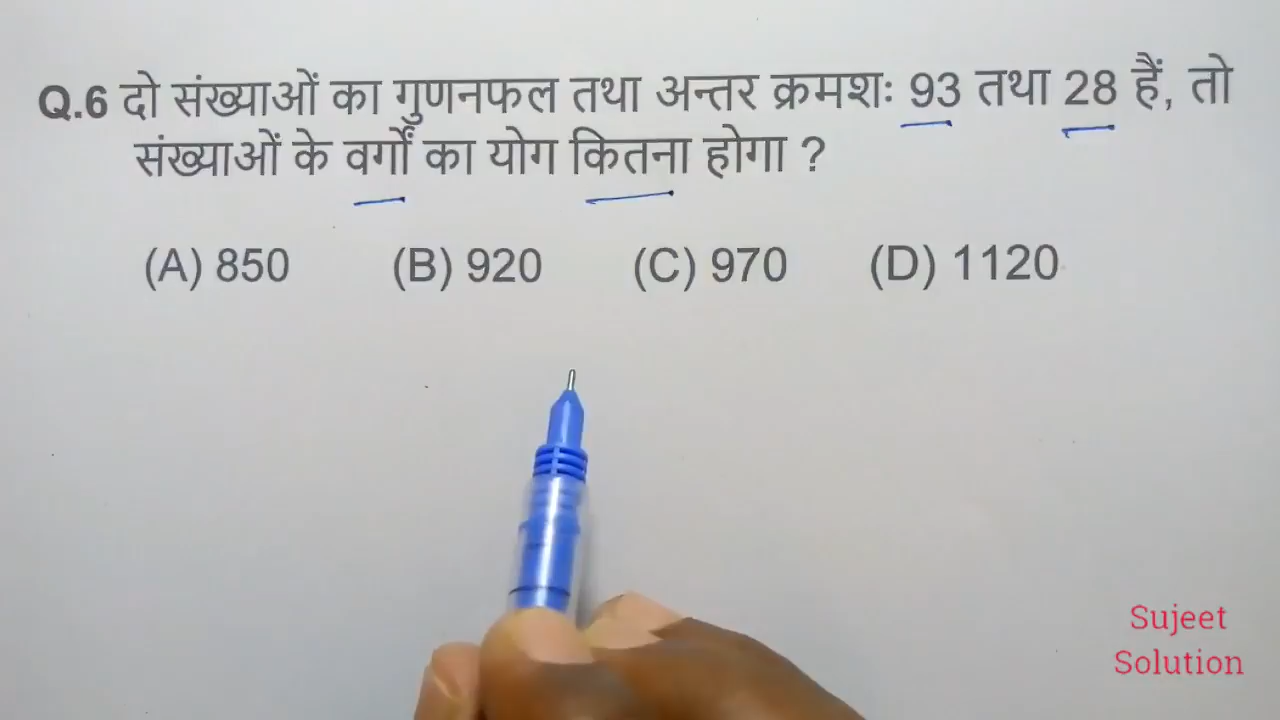 Q.6 दो संख्याओं का गुणनफल तथा अन्तर क्रमशः 93 तथा 28 हैं, तो
संख्याओं के वर्गों का योग कितना होगा ?
(A) 850 (B) 920 (C) 970 (D) 1120
Sujeet
Solution